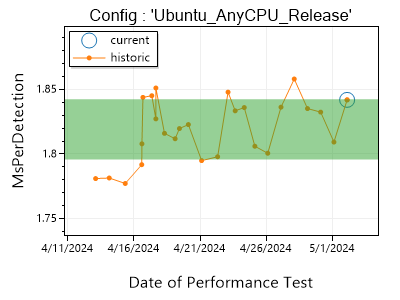 Config : 'Ubuntu_AnyCPU_Release'
current
historic
MsPerDetection
1.85
1.8
1.75
4/11/2024 4/16/2024 4/21/2024 4/26/2024 5/1/2024
Date of Performance Test